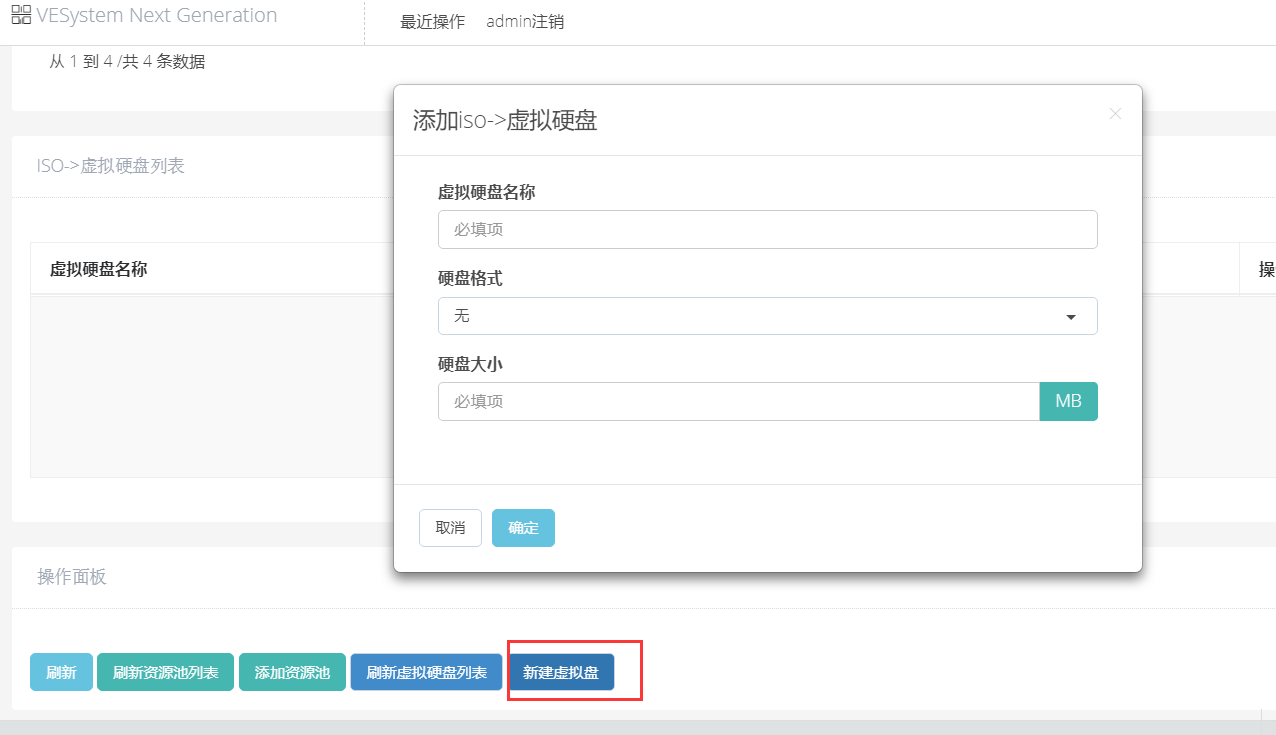 VESystem Next Generation
最近操作 admin注销
从 1 到 4 /共 4 条数据
添加iso->虚拟硬盘
ISO->虚拟硬盘列表
虚拟硬盘名称
必填项
虚拟硬盘名称
操
硬盘格式
无
硬盘大小
必填项 MB
取消 确定
操作面板
刷新 刷新资源池列表 添加资源池 刷新虚拟硬盘列表 新建虚拟盘